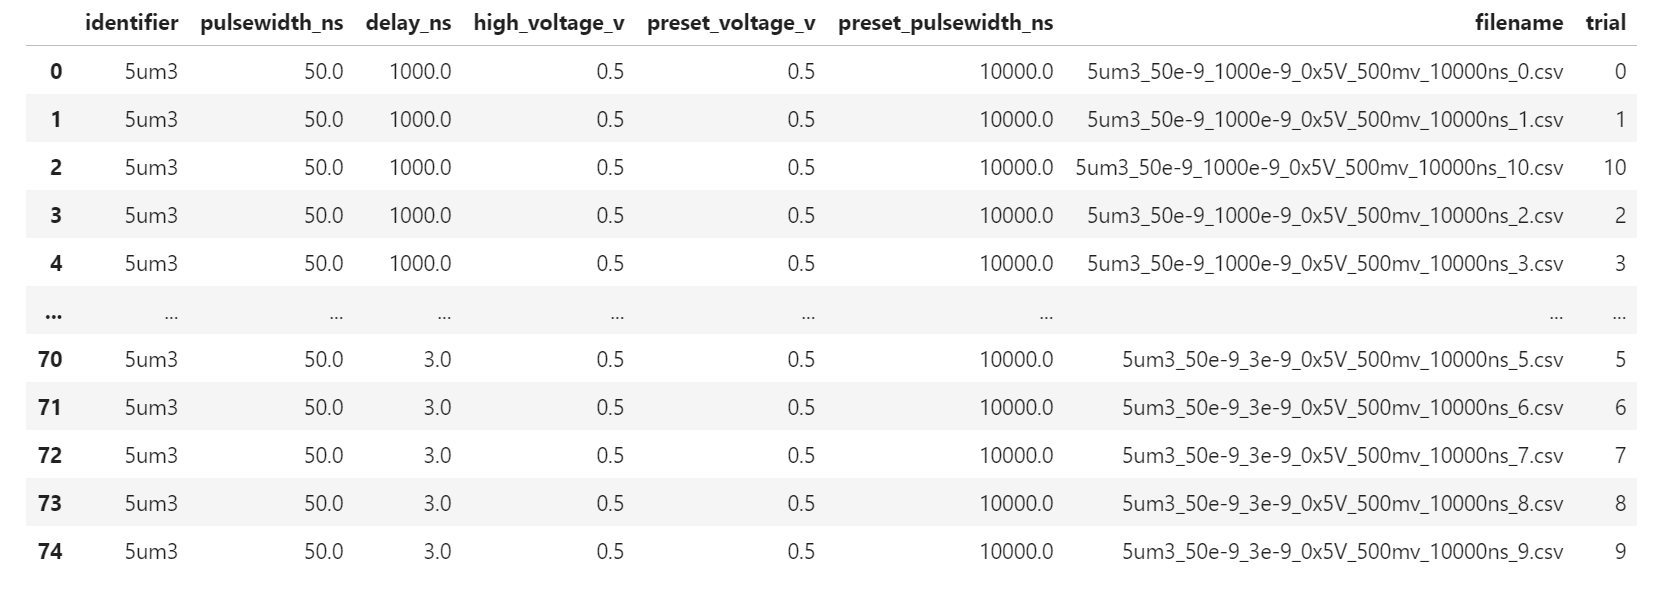 identifier pulsewidth_ns delay_ns high_voltage_v preset_voltage_v preset_pulsewidth_ns filename trial
0 5um3 50.0 1000.0 0.5 0.5 10000.0 5um3_50e-9_1000e-9_0x5V_500mv_10000ns_0.csv 0
1 5um3 50.0 1000.0 0.5 0.5 10000.0 5um3_50e-9_1000e-9_0x5V_500mv_10000ns_1.csv 1
2 5um3 50.0 1000.0 0.5 0.5 10000.0 5um3_50e-9_1000e-9_0x5V_500mv_10000ns_10.csv 10
3 5um3 50.0 1000.0 0.5 0.5 10000.0 5um3_50e-9_1000e-9_0x5V_500mv_10000ns_2.csv 2
4 5um3 50.0 1000.0 0.5 0.5 10000.0 5um3_50e-9_1000e-9_0x5V_500mv_10000ns_3.csv 3
... ... ... ... ... ... ... ... ...
70 5um3 50.0 3.0 0.5 0.5 10000.0 5um3_50e-9_3e-9_0x5V_500mv_10000ns_5.csv 5
71 5um3 50.0 3.0 0.5 0.5 10000.0 5um3_50e-9_3e-9_0x5V_500mv_10000ns_6.csv 6
72 5um3 50.0 3.0 0.5 0.5 10000.0 5um3_50e-9_3e-9_0x5V_500mv_10000ns_7.csv 7
73 5um3 50.0 3.0 0.5 0.5 10000.0 5um3_50e-9_3e-9_0x5V_500mv_10000ns_8.csv 8
74 5um3 50.0 3.0 0.5 0.5 10000.0 5um3_50e-9_3e-9_0x5V_500mv_10000ns_9.csv 9